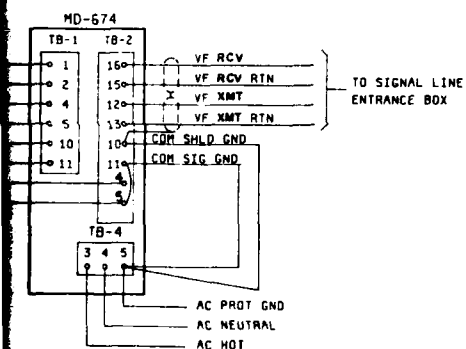 MD-674
TB-1 TB-2
1 16 VF RCV
2 15 VF RCV RTN
4 12 VF XMT
5 13 VF XMT RTN
10 10 COM SHLD GND
11 11 COM SIG GND
4
5
TO SIGNAL LINE
ENTRANCE BOX
TB-4
3 4 5
AC PROT GND
AC NEUTRAL
AC HOT